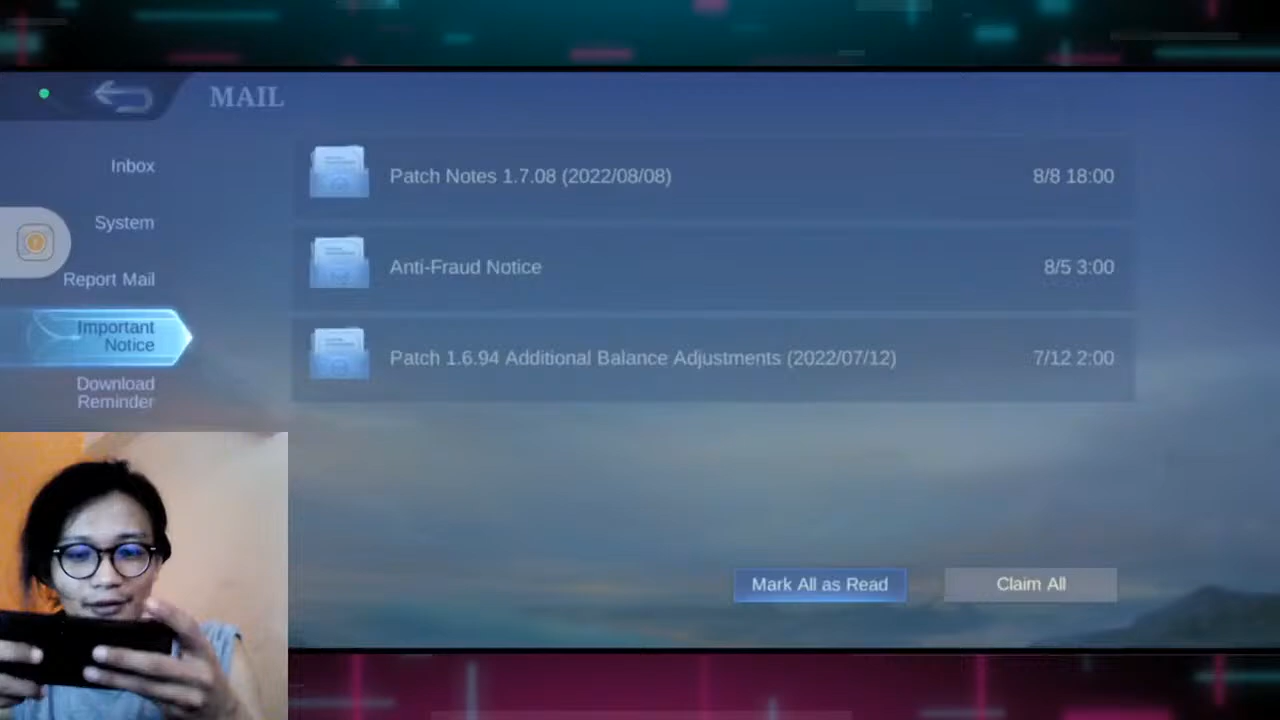 MAIL
Inbox
System
Report Mail
Important
Notice
Download
Reminder
Patch Notes 1.7.08 (2022/08/08) 8/8 18:00
Anti-Fraud Notice 8/5 3:00
Patch 1.6.94 Additional Balance Adjustments (2022/07/12) 7/12 2:00
Mark All as Read Claim All